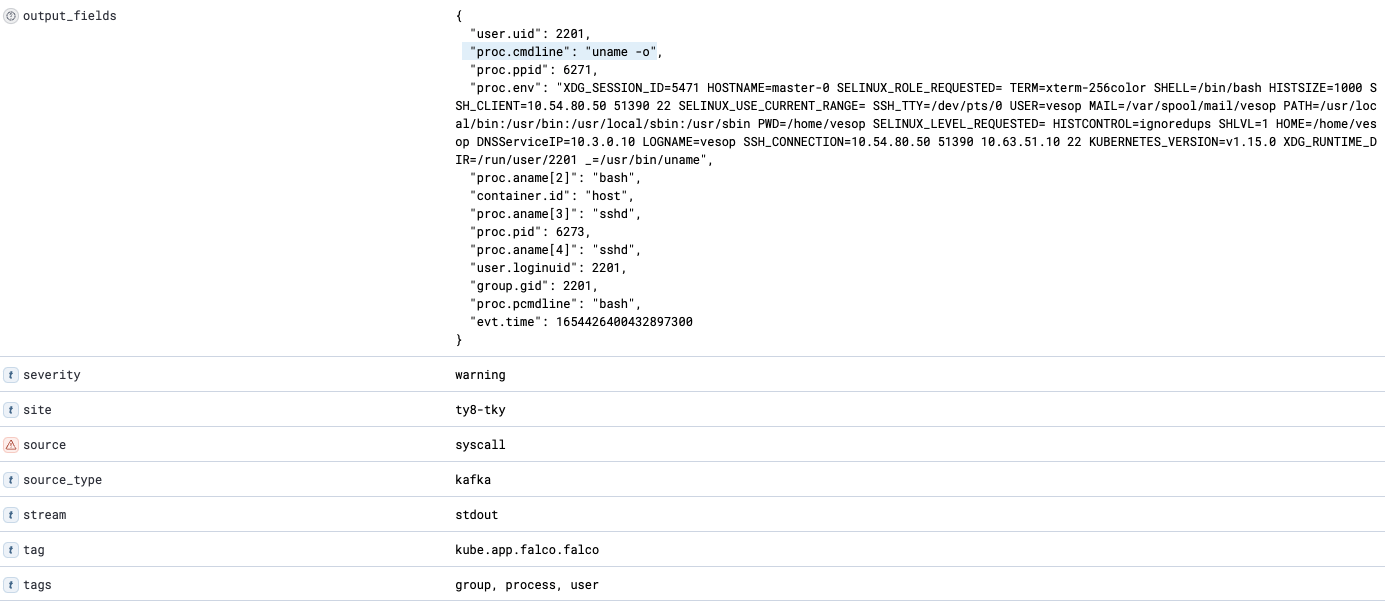 output_fields
{
"user.uid": 2201,
"proc.cmdline": "uname -o",
"proc.ppid": 6271,
"proc.env": "XDG_SESSION_ID=5471 HOSTNAME=master-0 SELINUX_ROLE_REQUESTED= TERM=xterm-256color SHELL=/bin/bash HISTSIZE=1000 S
SH_CLIENT=10.54.80.50 51390 22 SELINUX_USE_CURRENT_RANGE= SSH_TTY=/dev/pts/0 USER=vesop MAIL=/var/spool/mail/vesop PATH=/usr/loc
al/bin:/usr/bin:/usr/local/sbin:/usr/sbin PWD=/home/vesop SELINUX_LEVEL_REQUESTED= HISTCONTROL=ignoredups SHLVL=1 HOME=/home/ves
op DNSServiceIP=10.3.0.10 LOGNAME=vesop SSH_CONNECTION=10.54.80.50 51390 10.63.51.10 22 KUBERNETES_VERSION=v1.15.0 XDG_RUNTIME_D
IR=/run/user/2201 _=/usr/bin/uname",
"proc.aname[2]": "bash",
"container.id": "host",
"proc.aname[3]": "sshd",
"proc.pid": 6273,
"proc.aname[4]": "sshd",
"user.loginuid": 2201,
"group.gid": 2201,
"proc.pcmdline": "bash",
"evt.time": 1654426400432897300
}
t severity warning
t site ty8-tky
source syscall
t source_type kafka
t stream stdout
t tag kube.app.falco.falco
t tags group, process, user